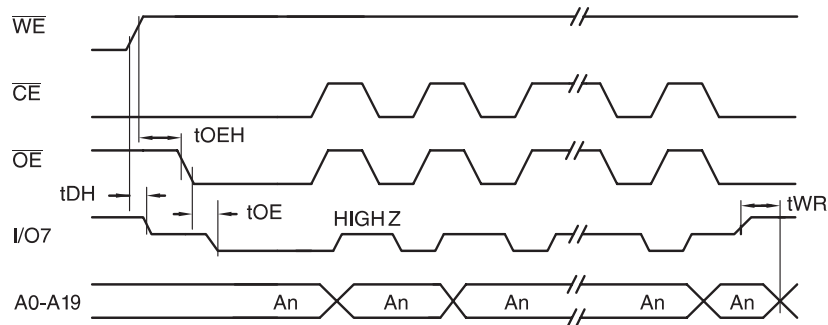 WE
CE
tOEH
OE
tDH
tOE
HIGH Z
tWR
I/O7
A0-A19
An
An
An
An
An